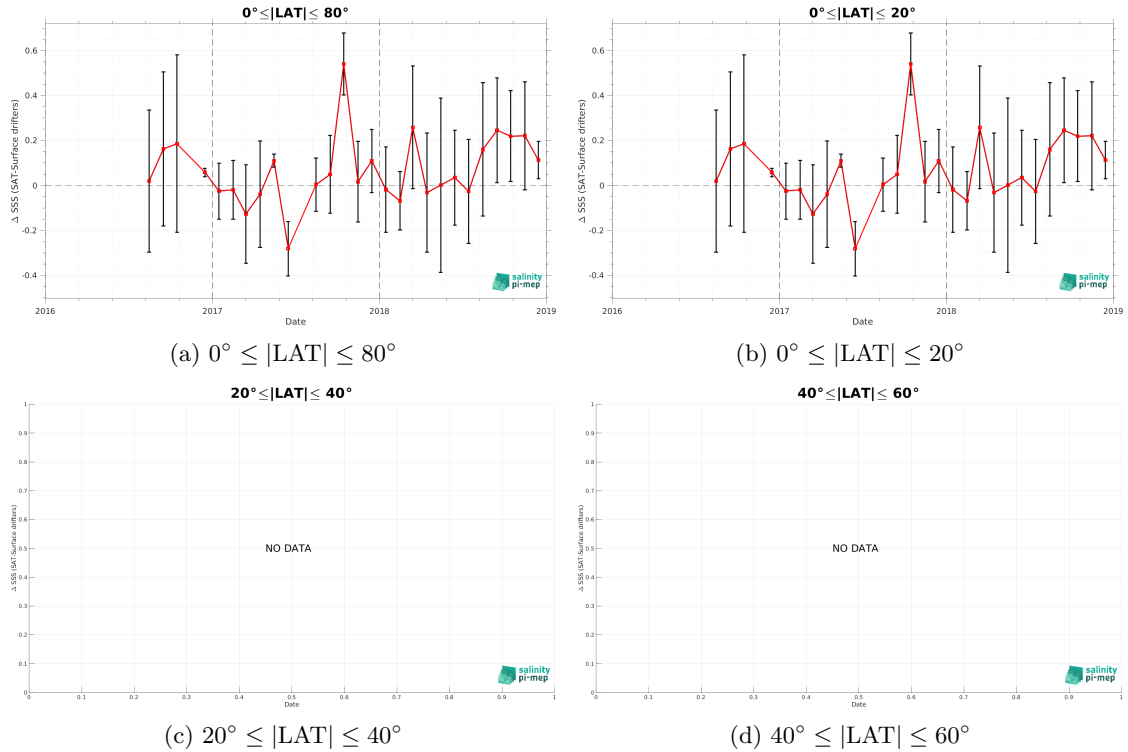 0°≤|LAT|≤ 80°
Δ SSS (SAT-Surface drifters)
0.6
0.4
0.2
0
-0.2
-0.4
2016
2017
2018
2019
Date
salinity
pi-mep
(a) 0° ≤ |LAT| ≤ 80°
0°≤|LAT|≤ 20°
Δ SSS (SAT-Surface drifters)
0.6
0.4
0.2
0
-0.2
-0.4
2016
2017
2018
2019
Date
salinity
pi-mep
(b) 0° ≤ |LAT| ≤ 20°
20°≤|LAT|≤ 40°
Δ SSS (SAT-Surface drifters)
1
0.9
0.8
0.7
0.6
0.5
0.4
0.3
0.2
0.1
0
NO DATA
salinity
pi-mep
0 0.1 0.2 0.3 0.4 0.5 0.6 0.7 0.8 0.9 1
Date
(c) 20° ≤ |LAT| ≤ 40°
40°≤|LAT|≤ 60°
Δ SSS (SAT-Surface drifters)
1
0.9
0.8
0.7
0.6
0.5
0.4
0.3
0.2
0.1
0
NO DATA
salinity
pi-mep
0 0.1 0.2 0.3 0.4 0.5 0.6 0.7 0.8 0.9 1
Date
(d) 40° ≤ |LAT| ≤ 60°